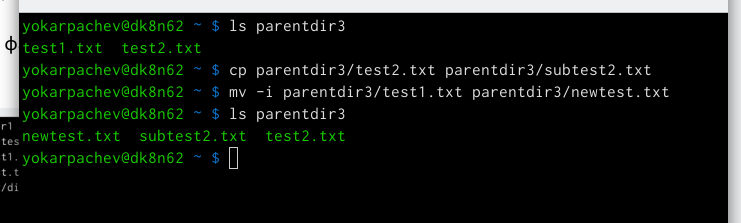 yokarpachev@dk8n62 ~ $ ls parentdir3
test1.txt  test2.txt
yokarpachev@dk8n62 ~ $ cp parentdir3/test2.txt parentdir3/subtest2.txt
yokarpachev@dk8n62 ~ $ mv -i parentdir3/test1.txt parentdir3/newtest.txt
yokarpachev@dk8n62 ~ $ ls parentdir3
newtest.txt  subtest2.txt  test2.txt
yokarpachev@dk8n62 ~ $
ф
r1
tes
t1.
t.t
/di